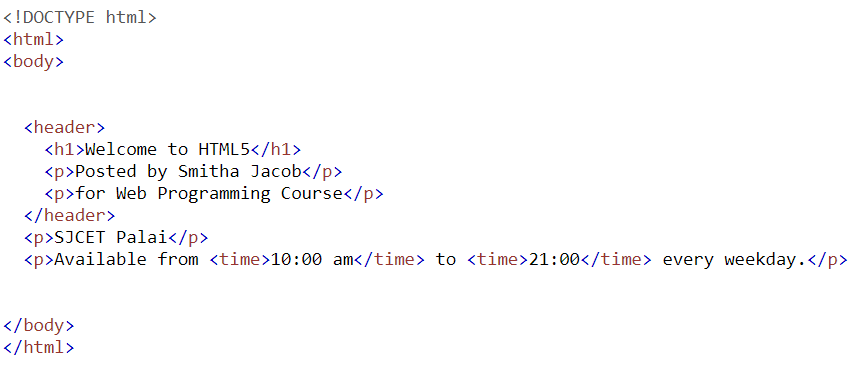 <!DOCTYPE html>
<html>
<body>
<header>
<h1>Welcome to HTML5</h1>
<p>Posted by Smitha Jacob</p>
<p>for Web Programming Course</p>
</header>
<p>SJCET Palai</p>
<p>Available from <time>10:00 am</time> to <time>21:00</time> every weekday.</p>
</body>
</html>